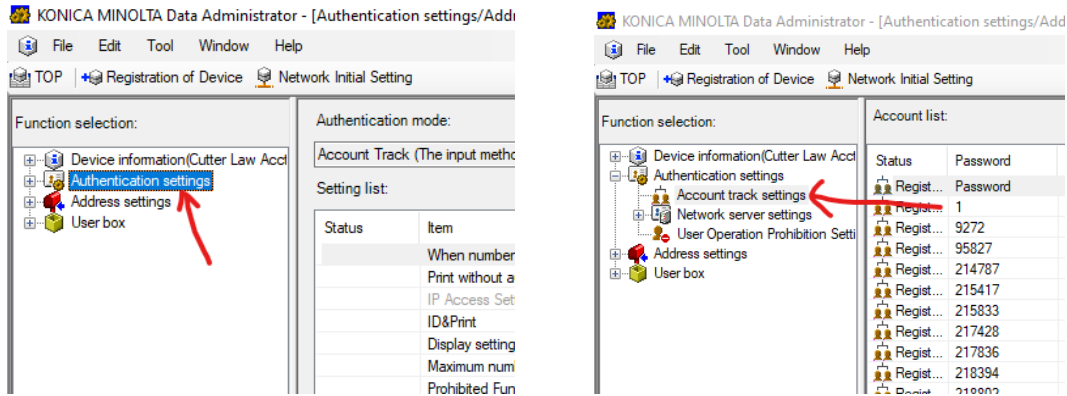 KONICA MINOLTA Data Administrator - [Authentication settings/Addr
File Edit Tool Window Help
TOP Registration of Device Network Initial Setting
Function selection:
Device information(Cutter Law Acct
Authentication settings
Address settings
User box
Authentication mode:
Account Track (The input metho
Setting list:
Status Item
When number
Print without a
IP Access Sett
ID&Print
Display setting
Maximum num
Prohibited Fun
KONICA MINOLTA Data Administrator - [Authentication settings/Add
File Edit Tool Window Help
TOP Registration of Device Network Initial Setting
Function selection:
Device information(Cutter Law Acct
Authentication settings
Account track settings
Network server settings
User Operation Prohibition Setti
Address settings
User box
Account list:
Status Password
Regist... Password
Regist... 1
Regist... 9272
Regist... 95827
Regist... 214787
Regist... 215417
Regist... 215833
Regist... 217428
Regist... 217836
Regist... 218394
Regist... 218802